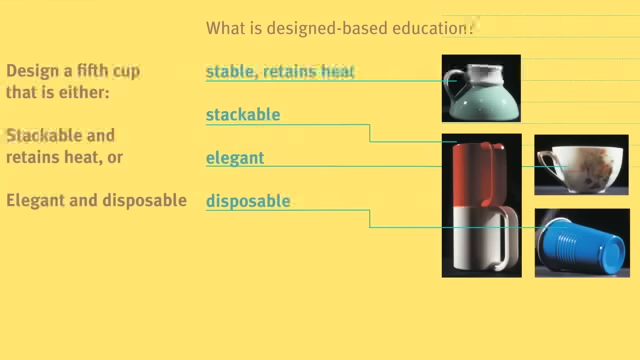 What is designed-based education?
Design a fifth cup
that is either:
Stackable and
retains heat, or
Elegant and disposable
stable, retains heat
stackable
elegant
disposable